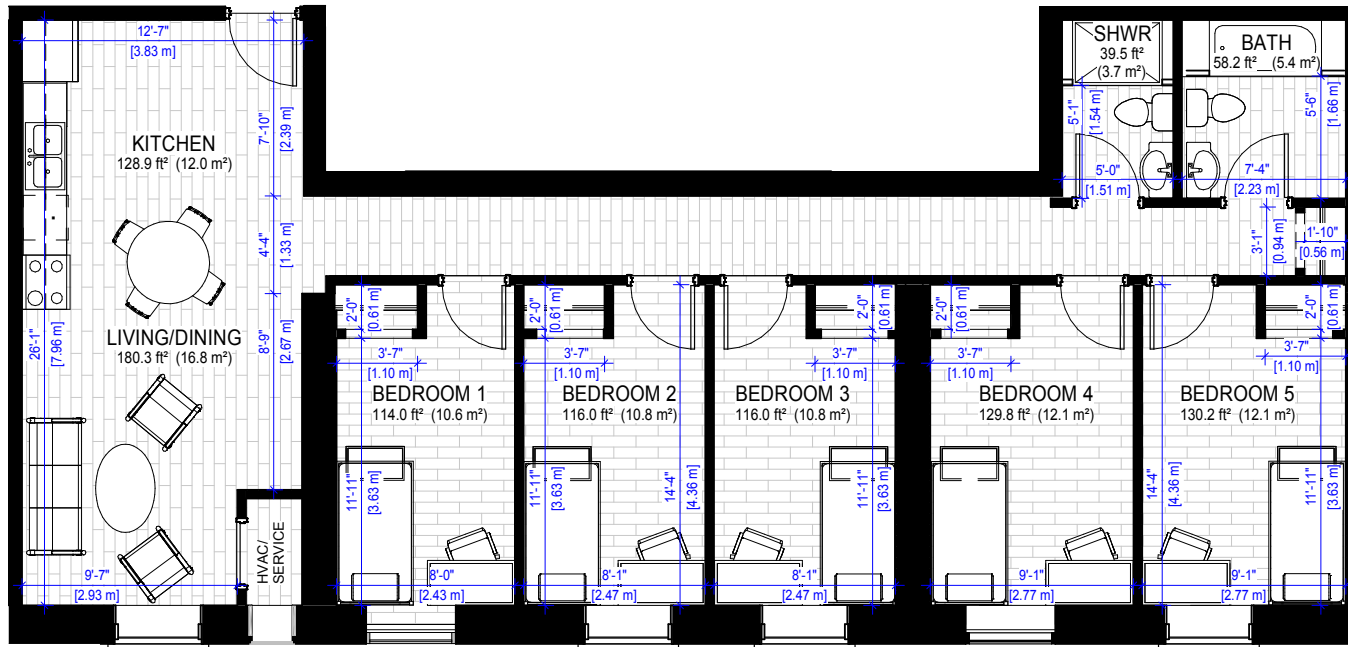 12'-7"
[3.83 m]
KITCHEN
128.9 ft² (12.0 m²)
7'-10"
[2.39 m]
4'-4"
[1.33 m]
8'-9"
[2.67 m]
26'-1"
[7.96 m]
LIVING/DINING
180.3 ft² (16.8 m²)
9'-7"
[2.93 m]
HVAC/
SERVICE
SHWR
39.5 ft²
(3.7 m²)
5'-1"
[1.54 m]
5'-0"
[1.51 m]
BATH
58.2 ft² (5.4 m²)
5'-6"
[1.66 m]
7'-4"
[2.23 m]
3'-1"
[0.94 m]
1'-10"
[0.56 m]
2'-0"
[0.61 m]
3'-7"
[1.10 m]
BEDROOM 1
114.0 ft² (10.6 m²)
11'-11"
[3.63 m]
8'-0"
[2.43 m]
2'-0"
[0.61 m]
3'-7"
[1.10 m]
BEDROOM 2
116.0 ft² (10.8 m²)
11'-11"
[3.63 m]
14'-4"
[4.36 m]
8'-1"
[2.47 m]
2'-0"
[0.61 m]
3'-7"
[1.10 m]
BEDROOM 3
116.0 ft² (10.8 m²)
11'-11"
[3.63 m]
8'-1"
[2.47 m]
2'-0"
[0.61 m]
3'-7"
[1.10 m]
BEDROOM 4
129.8 ft² (12.1 m²)
9'-1"
[2.77 m]
2'-0"
[0.61 m]
3'-7"
[1.10 m]
BEDROOM 5
130.2 ft² (12.1 m²)
14'-4"
[4.36 m]
11'-11"
[3.63 m]
9'-1"
[2.77 m]